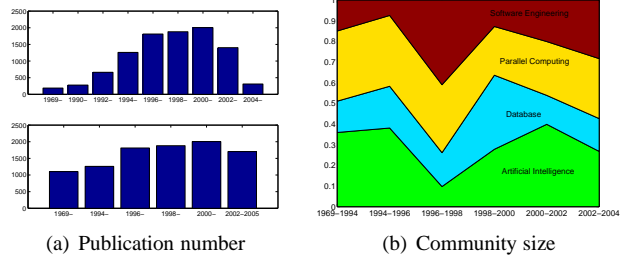 2500
2000
1500
1000
500
0
1969− 1990− 1992− 1994− 1996− 1998− 2000− 2002− 2004−
2500
2000
1500
1000
500
0
1969− 1994− 1996− 1998− 2000− 2002−2005
(a) Publication number
1
0.9
0.8
0.7
0.6
0.5
0.4
0.3
0.2
0.1
0
Software Engineering
Parallel Computing
Database
Artificial Intelligence
1969−1994 1994−1996 1996−1998 1998−2000 2000−2002 2002−2004
(b) Community size